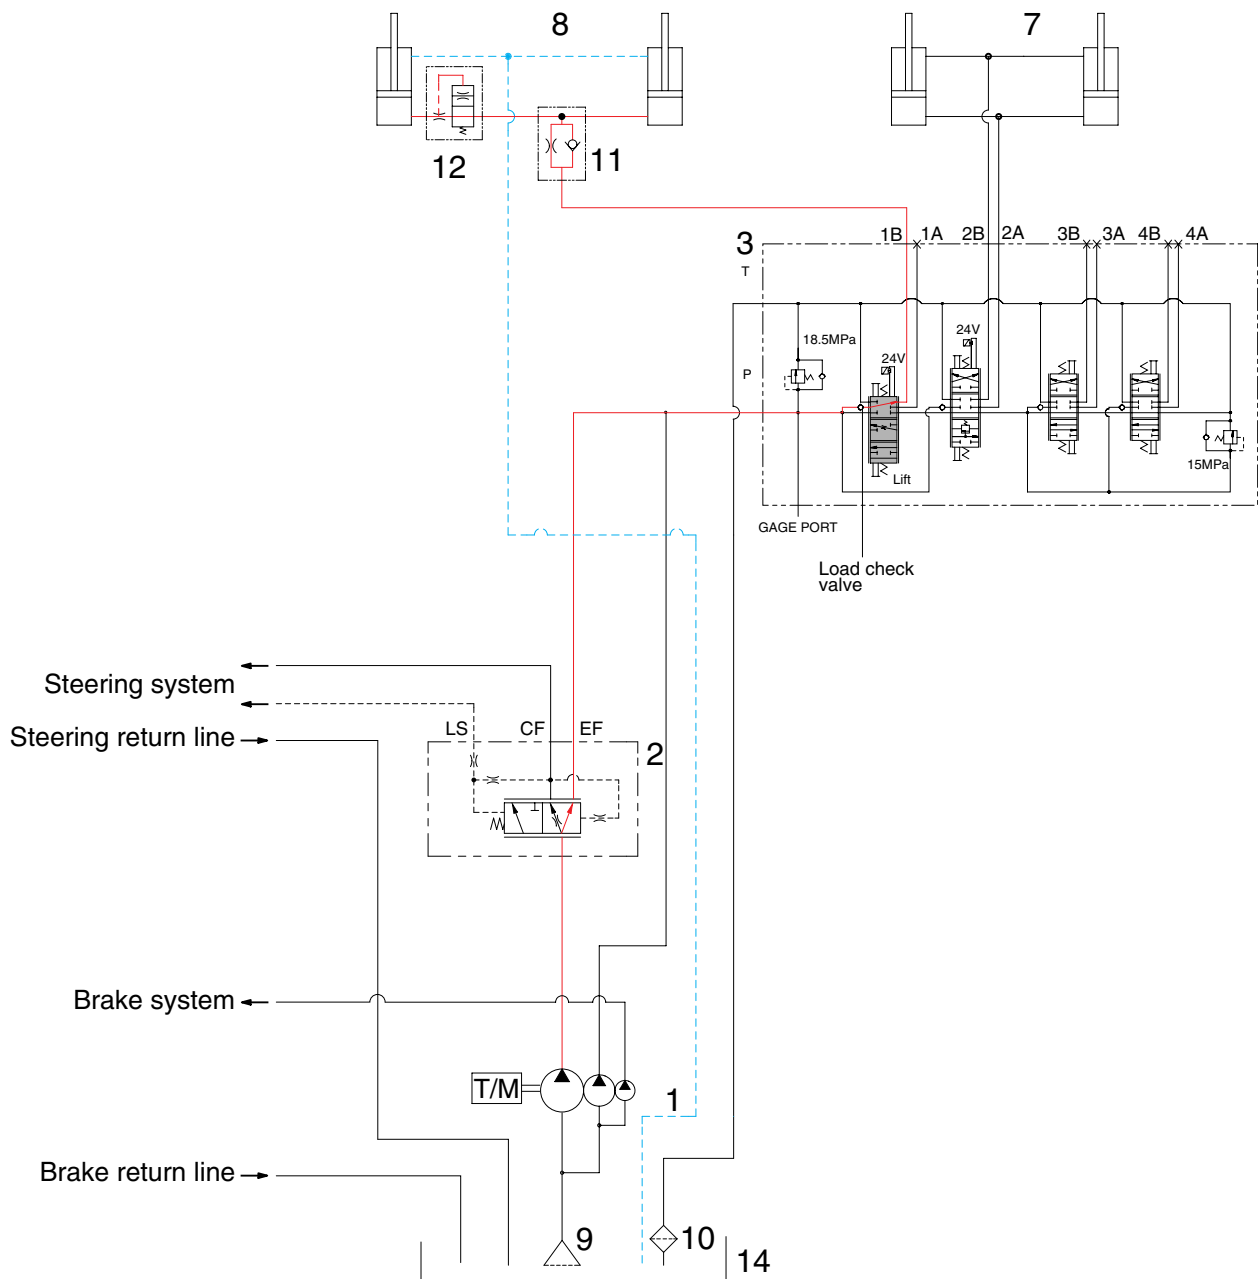 8
7
12
11
3
1B
1A
2B
2A
3B
3A
4B
4A
T
18.5MPa
24V
24V
P
15MPa
Lift
GAGE PORT
Load check
valve
Steering system
Steering return line
LS
CF
EF
2
Brake system
T/M
1
Brake return line
9
10
14